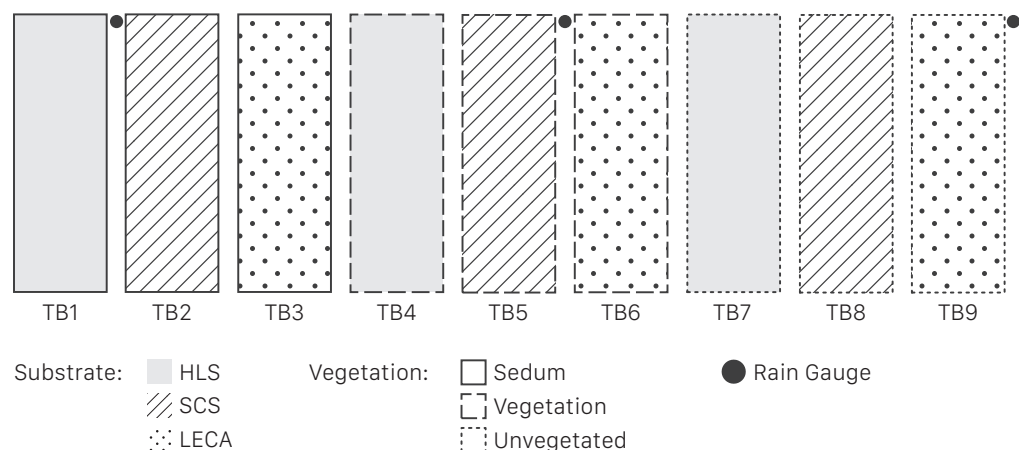 TB1 TB2 TB3 TB4 TB5 TB6 TB7 TB8 TB9
Substrate: HLS Vegetation: Sedum Rain Gauge
SCS Vegetation
LECA Unvegetated